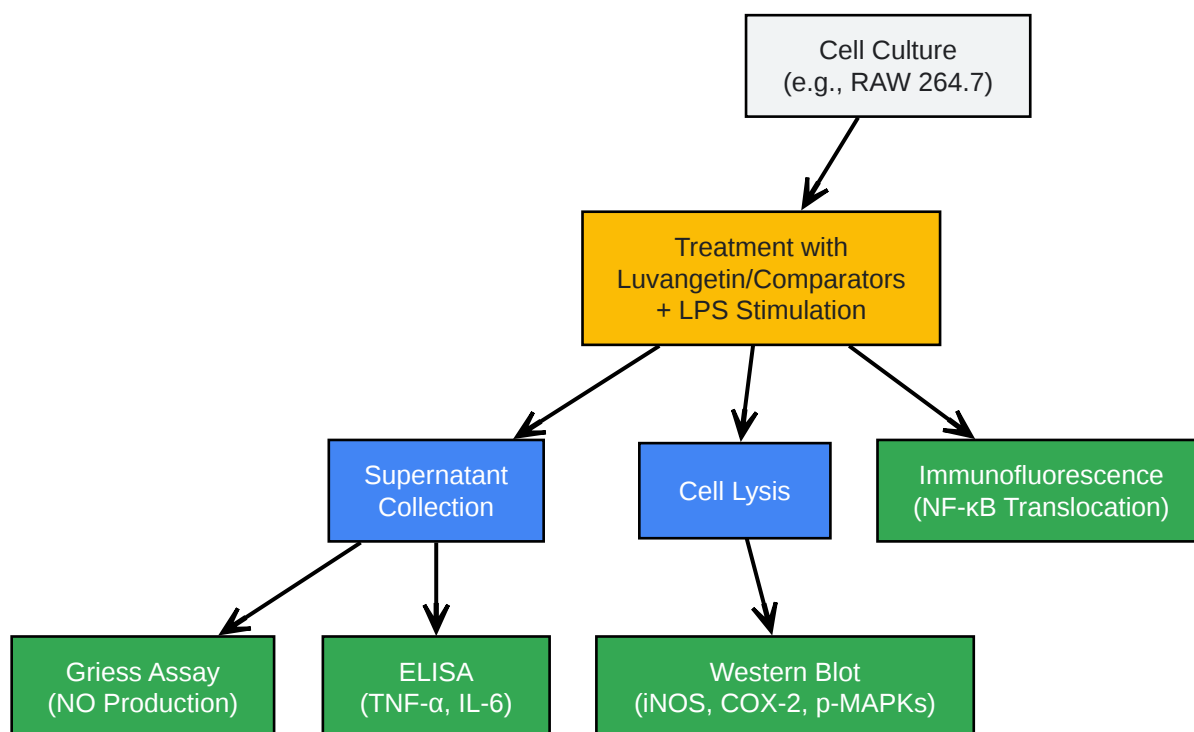 Cell Culture
(e.g., RAW 264.7)
Treatment with
Luvangetin/Comparators
+ LPS Stimulation
Supernatant
Collection
Cell Lysis
Immunofluorescence
(NF-κB Translocation)
Griess Assay
(NO Production)
ELISA
(TNF-α, IL-6)
Western Blot
(iNOS, COX-2, p-MAPKs)